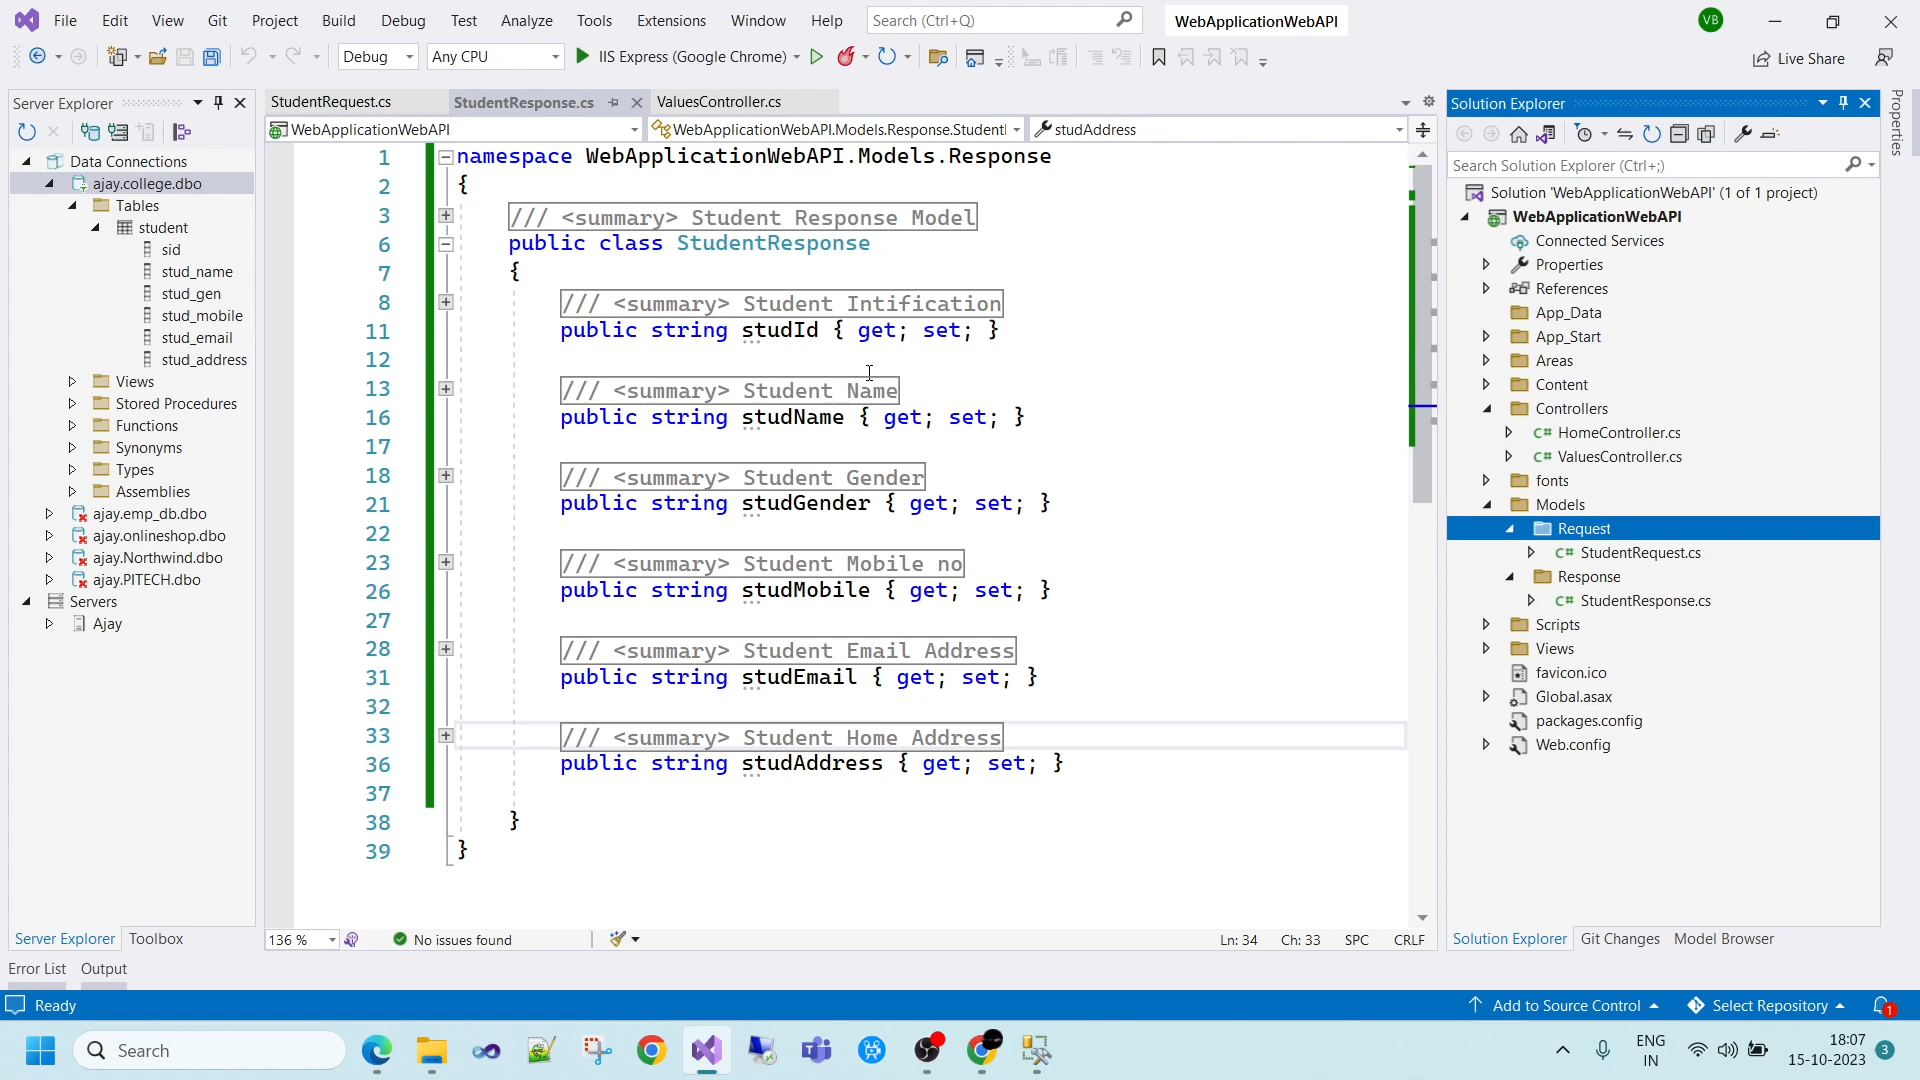 File Edit View Git Project Build Debug Test Analyze Tools Extensions Window Help Search (Ctrl+Q) WebApplicationWebAPI VB
Debug Any CPU IIS Express (Google Chrome) Live Share
Server Explorer
Data Connections
ajay.college.dbo
Tables
student
sid
stud_name
stud_gen
stud_mobile
stud_email
stud_address
Views
Stored Procedures
Functions
Synonyms
Types
Assemblies
ajay.emp_db.dbo
ajay.onlineshop.dbo
ajay.Northwind.dbo
ajay.PITECH.dbo
Servers
Ajay
Server Explorer Toolbox
StudentRequest.cs StudentResponse.cs ValuesController.cs
WebApplicationWebAPI WebApplicationWebAPI.Models.Response.Student studAddress
1 namespace WebApplicationWebAPI.Models.Response
2 {
3 /// <summary> Student Response Model
6 public class StudentResponse
7 {
8 /// <summary> Student Intification
11 public string studId { get; set; }
12
13 /// <summary> Student Name
16 public string studName { get; set; }
17
18 /// <summary> Student Gender
21 public string studGender { get; set; }
22
23 /// <summary> Student Mobile no
26 public string studMobile { get; set; }
27
28 /// <summary> Student Email Address
31 public string studEmail { get; set; }
32
33 /// <summary> Student Home Address
36 public string studAddress { get; set; }
37
38 }
39 }
136 % No issues found Ln: 34 Ch: 33 SPC CRLF
Solution Explorer
Search Solution Explorer (Ctrl+;)
Solution 'WebApplicationWebAPI' (1 of 1 project)
WebApplicationWebAPI
Connected Services
Properties
References
App_Data
App_Start
Areas
Content
Controllers
C# HomeController.cs
C# ValuesController.cs
fonts
Models
Request
C# StudentRequest.cs
Response
C# StudentResponse.cs
Scripts
Views
favicon.ico
Global.asax
packages.config
Web.config
Solution Explorer Git Changes Model Browser
Properties
Error List Output
Ready Add to Source Control Select Repository 1
Search ENG IN 18:07 15-10-2023 3